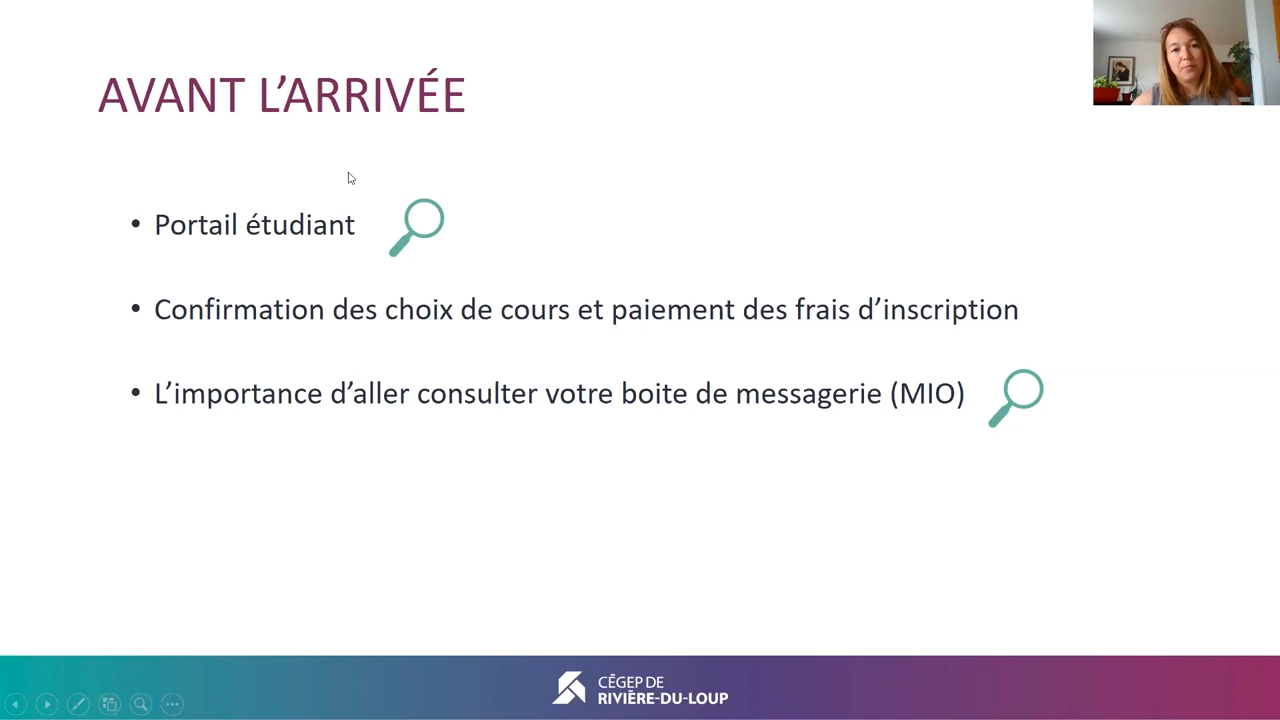 AVANT L’ARRIVÉE
• Portail étudiant
• Confirmation des choix de cours et paiement des frais d’inscription
• L’importance d’aller consulter votre boite de messagerie (MIO)
CÉGEP DE
RIVIÈRE-DU-LOUP